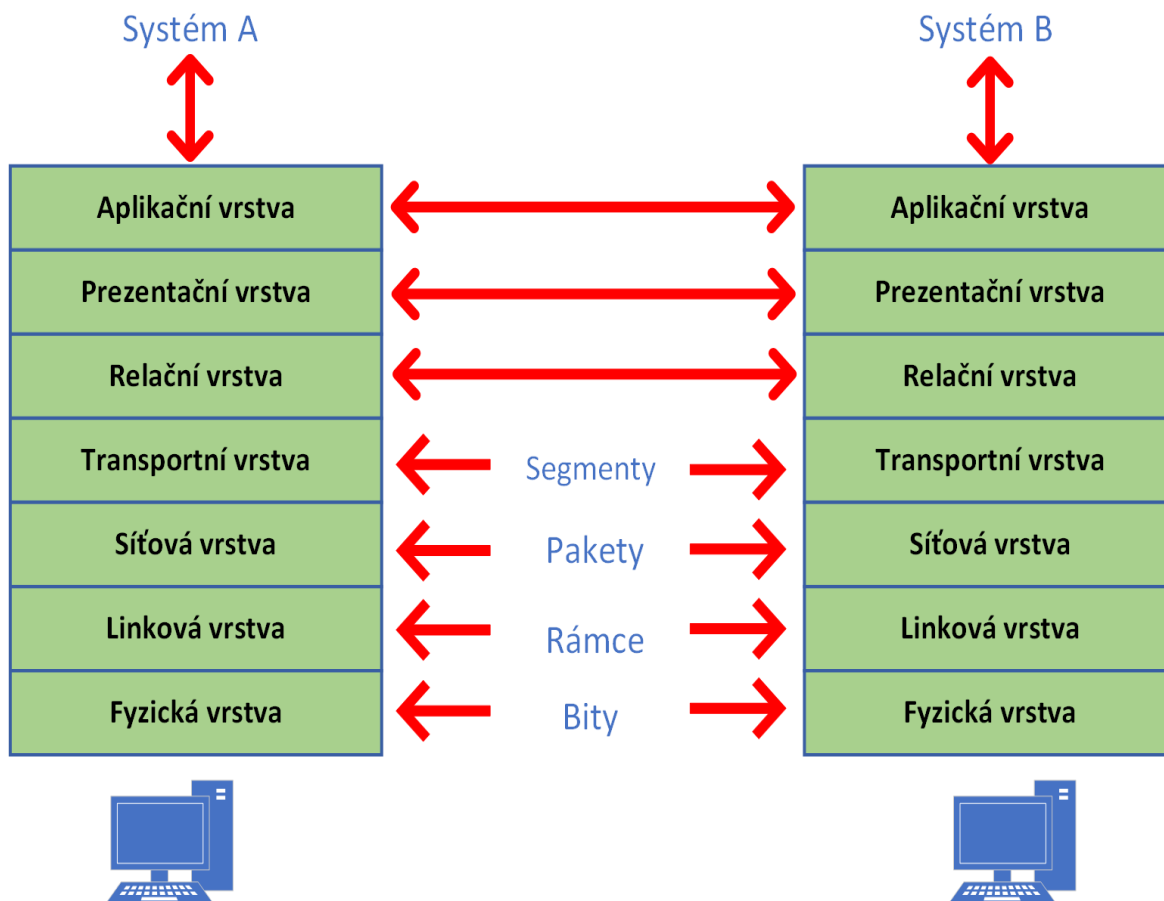 Systém A
Systém B
Aplikační vrstva
Aplikační vrstva
Prezentační vrstva
Prezentační vrstva
Relační vrstva
Relační vrstva
Transportní vrstva
Segmenty
Transportní vrstva
Síťová vrstva
Pakety
Síťová vrstva
Linková vrstva
Rámce
Linková vrstva
Fyzická vrstva
Bity
Fyzická vrstva